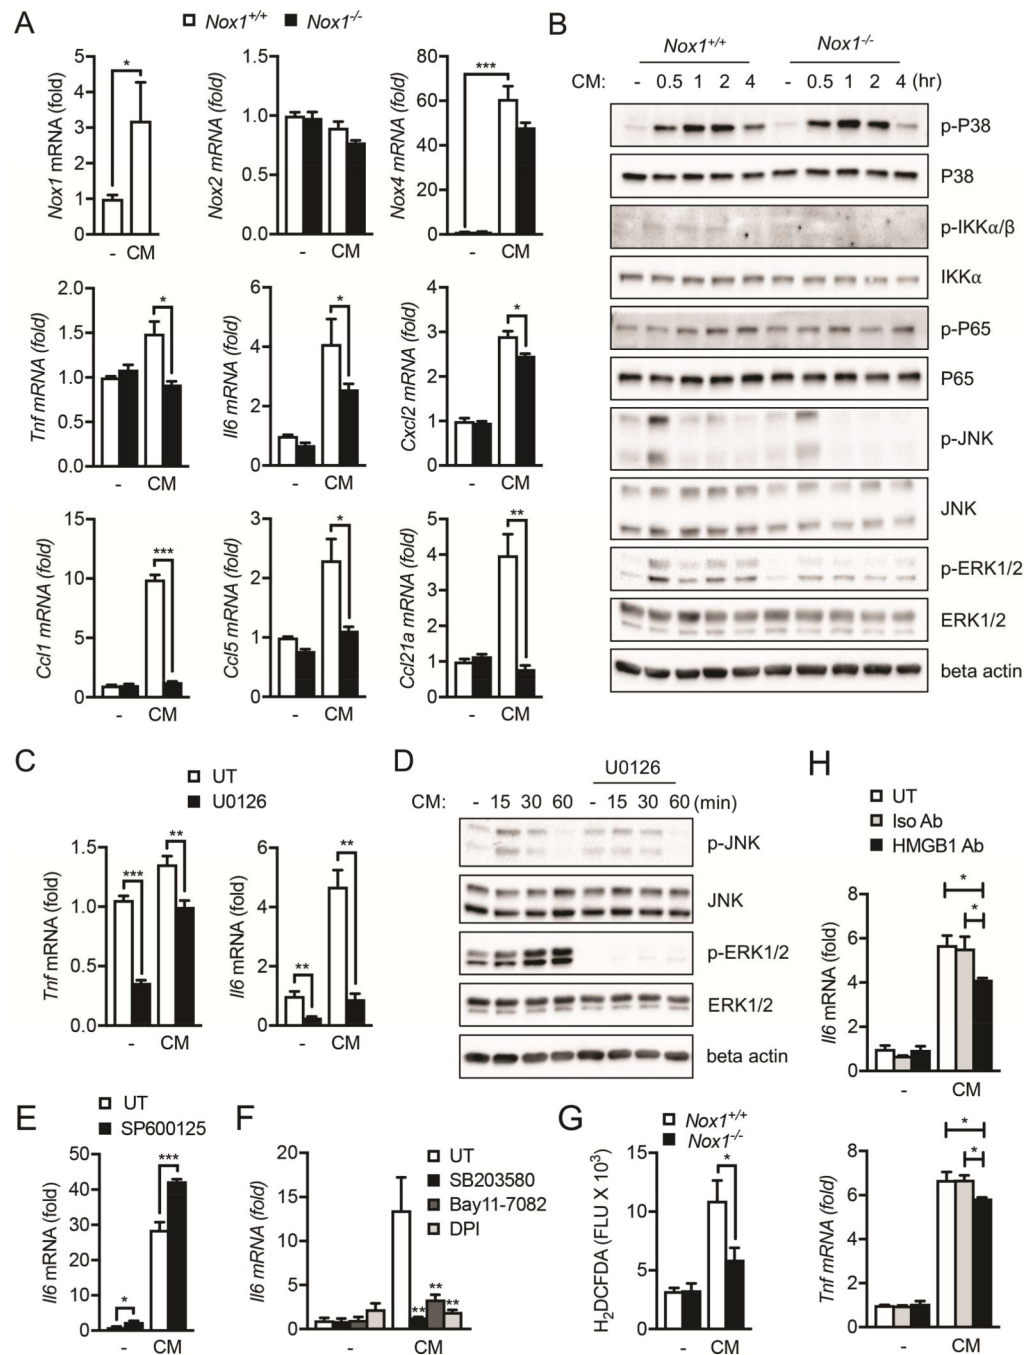 A
Nox1+/+ Nox1-/-
Nox1 mRNA (fold)
5
4
3
2
1
0
*
- CM
Nox2 mRNA (fold)
1.5
1.0
0.5
0.0
- CM
Nox4 mRNA (fold)
80
60
40
20
0
***
- CM
Tnf mRNA (fold)
2.0
1.5
1.0
0.5
0.0
*
- CM
Il6 mRNA (fold)
6
4
2
0
*
- CM
Cxcl2 mRNA (fold)
4
3
2
1
0
*
- CM
Ccl1 mRNA (fold)
15
10
5
0
***
- CM
Ccl5 mRNA (fold)
3
2
1
0
*
- CM
Ccl21a mRNA (fold)
5
4
3
2
1
0
**
- CM
B
Nox1+/+ Nox1-/-
CM: - 0.5 1 2 4 - 0.5 1 2 4 (hr)
p-P38
P38
p-IKKα/β
IKKα
p-P65
P65
p-JNK
JNK
p-ERK1/2
ERK1/2
beta actin
C
UT
U0126
Tnf mRNA (fold)
1.5
1.0
0.5
0.0
***
**
- CM
Il6 mRNA (fold)
6
4
2
0
**
**
- CM
D
U0126
CM: - 15 30 60 - 15 30 60 (min)
p-JNK
JNK
p-ERK1/2
ERK1/2
beta actin
E
UT
SP600125
Il6 mRNA (fold)
50
40
30
20
10
0
*
***
- CM
F
UT
SB203580
Bay11-7082
DPI
Il6 mRNA (fold)
20
15
10
5
0
**
**
**
- CM
G
Nox1+/+
Nox1-/-
H2DCFDA (FLU X 10³)
15
10
5
0
*
- CM
H
UT
Iso Ab
HMGB1 Ab
Il6 mRNA (fold)
8
6
4
2
0
*
*
- CM
Tnf mRNA (fold)
8
6
4
2
0
*
*
- CM